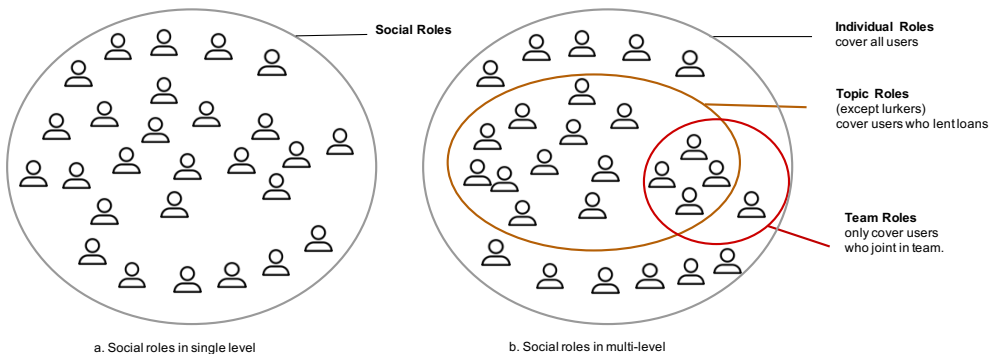 Social Roles
Individual Roles
cover all users
Topic Roles
(except lurkers)
cover users who lent loans
Team Roles
only cover users
who joint in team.
a. Social roles in single level
b. Social roles in multi-level